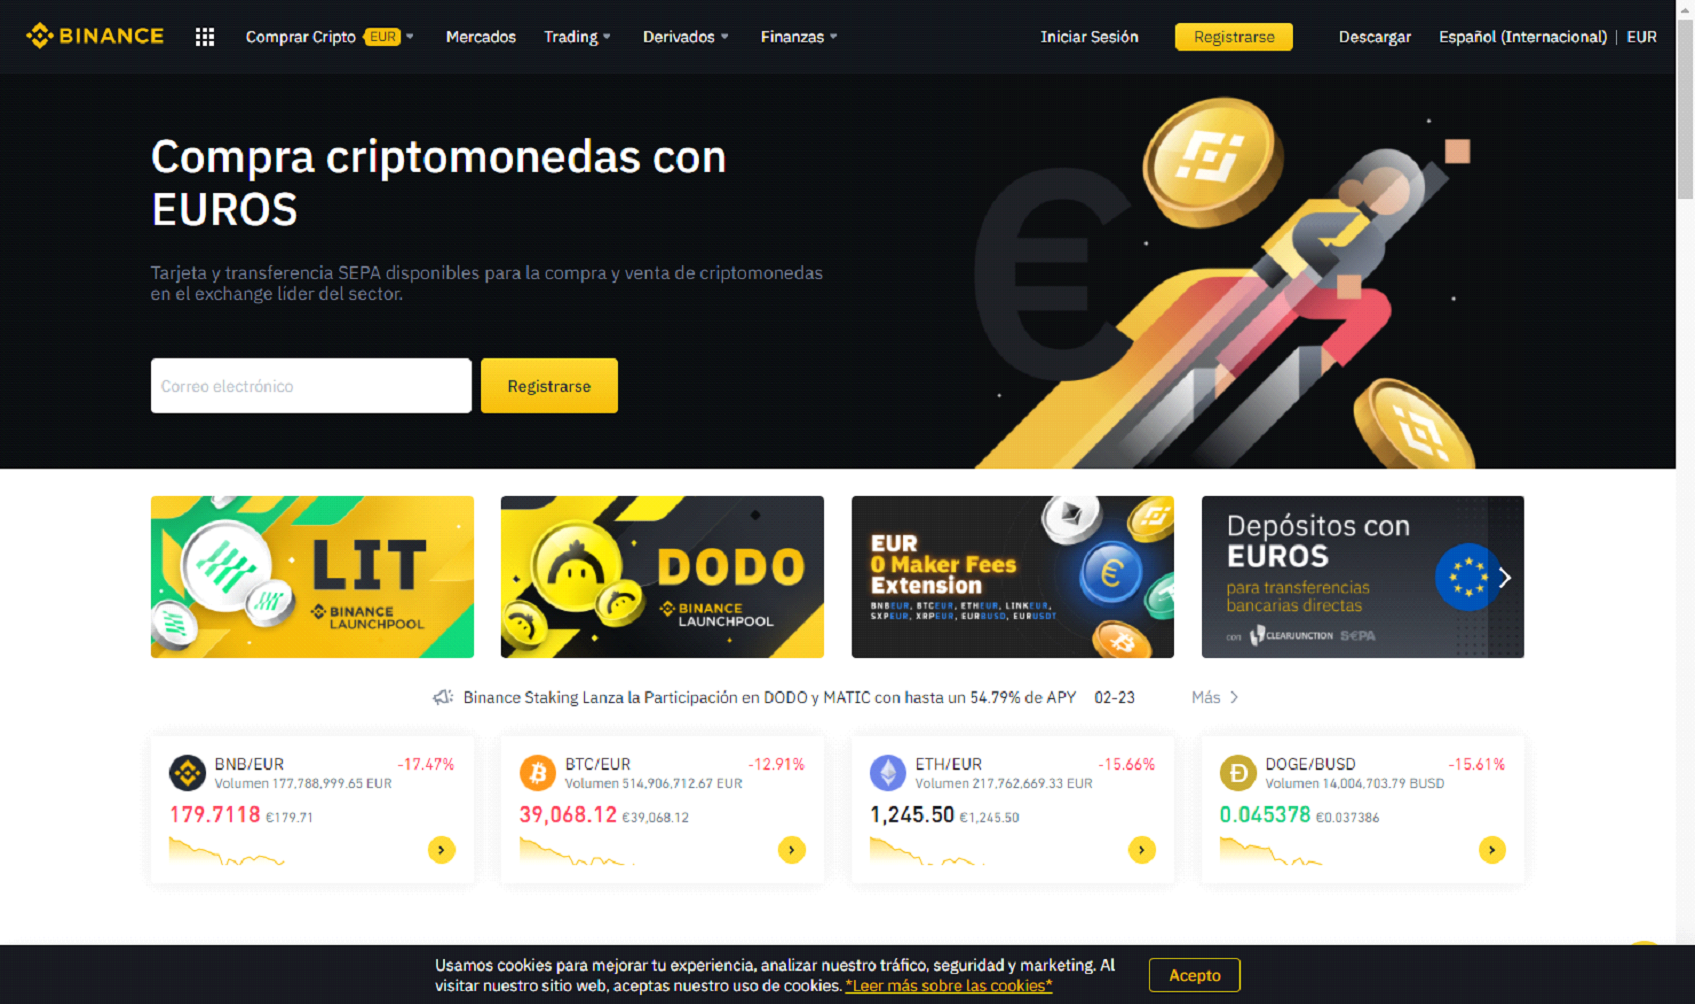 BINANCE
Comprar Cripto EUR
Mercados
Trading
Derivados
Finanzas
Iniciar Sesión
Registrarse
Descargar
Español (Internacional) | EUR
Compra criptomonedas con
EUROS
Tarjeta y transferencia SEPA disponibles para la compra y venta de criptomonedas
en el exchange líder del sector.
Correo electrónico
Registrarse
LIT
BINANCE
LAUNCHPOOL
DODO
BINANCE
LAUNCHPOOL
EUR
0 Maker Fees
Extension
BNBEUR, BTCEUR, ETHEUR, LINKEUR,
SXPEUR, XRPEUR, EURBUSD, EURUSDT
Depósitos con
EUROS
para transferencias
bancarias directas
con CLEARJUNCTION SEPA
Binance Staking Lanza la Participación en DODO y MATIC con hasta un 54.79% de APY 02-23
Más
BNB/EUR -17.47%
Volumen 177,788,999.65 EUR
179.7118 €179.71
BTC/EUR -12.91%
Volumen 514,906,712.67 EUR
39,068.12 €39,068.12
ETH/EUR -15.66%
Volumen 217,762,669.33 EUR
1,245.50 €1,245.50
DOGE/BUSD -15.61%
Volumen 14,004,703.79 BUSD
0.045378 €0.037386
Usamos cookies para mejorar tu experiencia, analizar nuestro tráfico, seguridad y marketing. Al
visitar nuestro sitio web, aceptas nuestro uso de cookies. *Leer más sobre las cookies*
Acepto